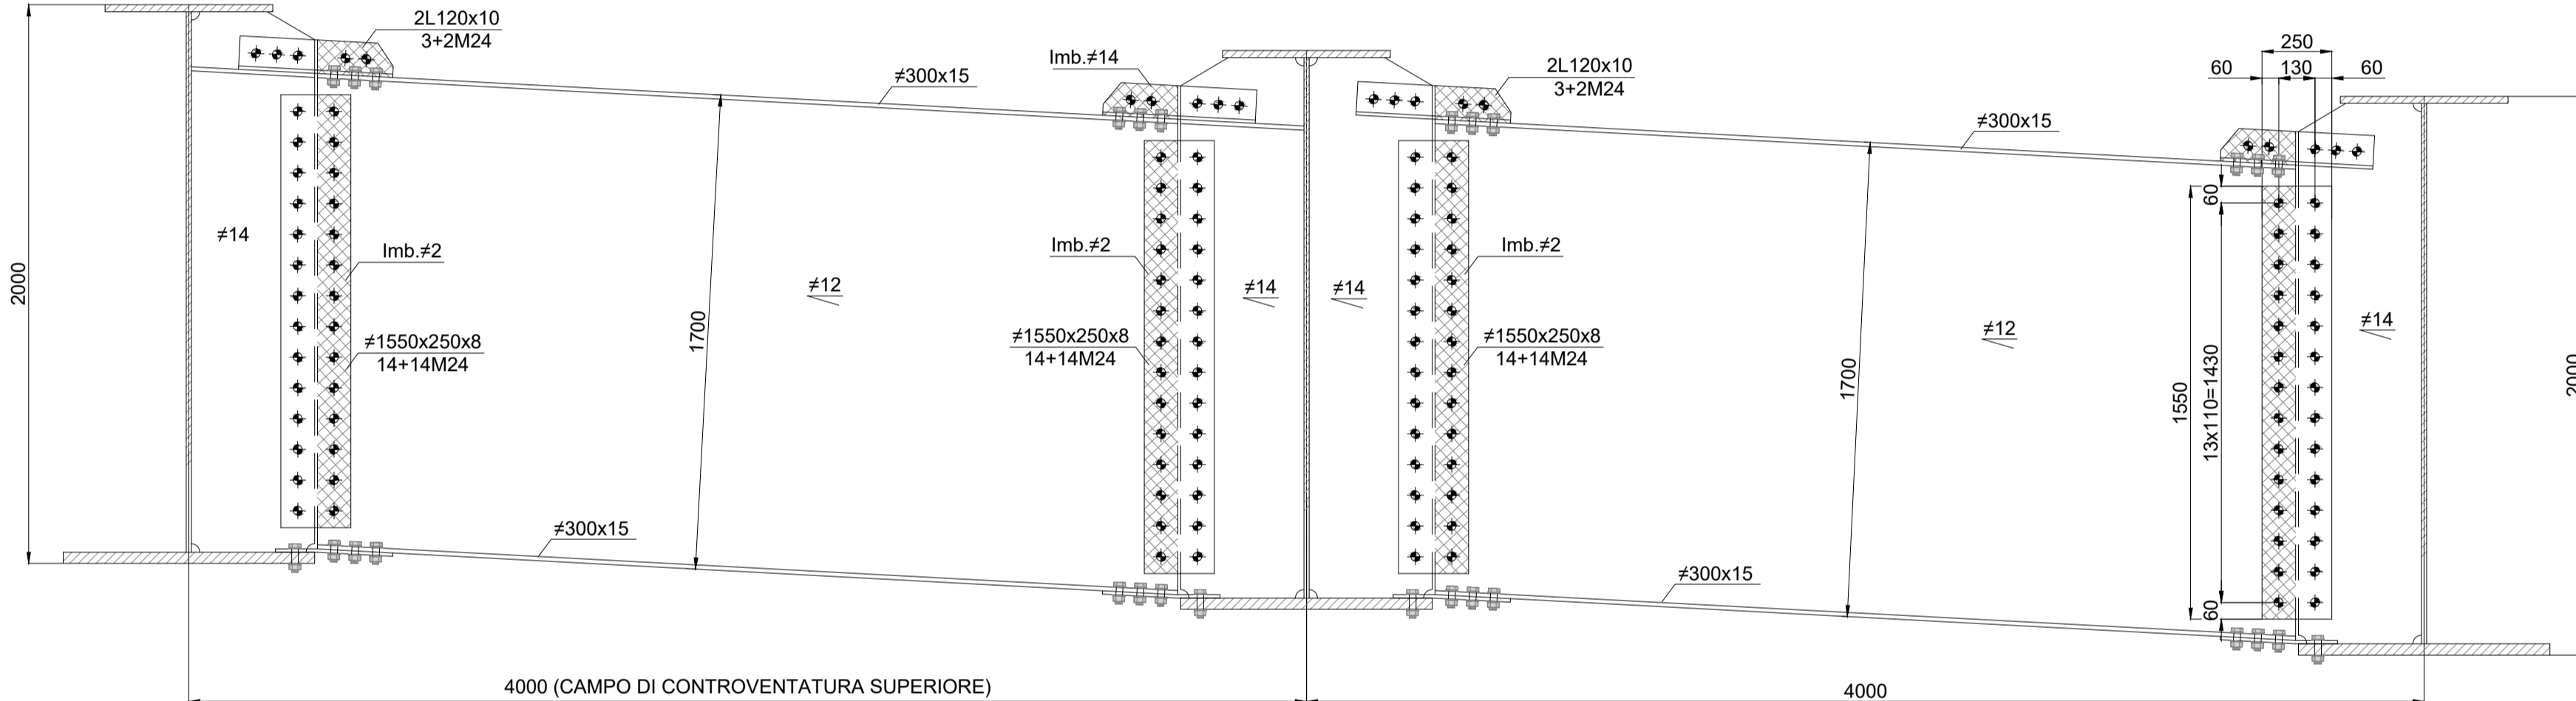 2L120x10
3+2M24
Imb.≠14
≠300x15
2L120x10
3+2M24
≠300x15
250
60
130
60
2000
≠14
Imb.≠2
≠1550x250x8
14+14M24
≠12
1700
≠300x15
Imb.≠2
≠1550x250x8
14+14M24
≠14
≠14
Imb.≠2
≠1550x250x8
14+14M24
1700
≠12
≠300x15
60
1550
13x110=1430
60
≠14
2000
4000 (CAMPO DI CONTROVENTATURA SUPERIORE)
4000